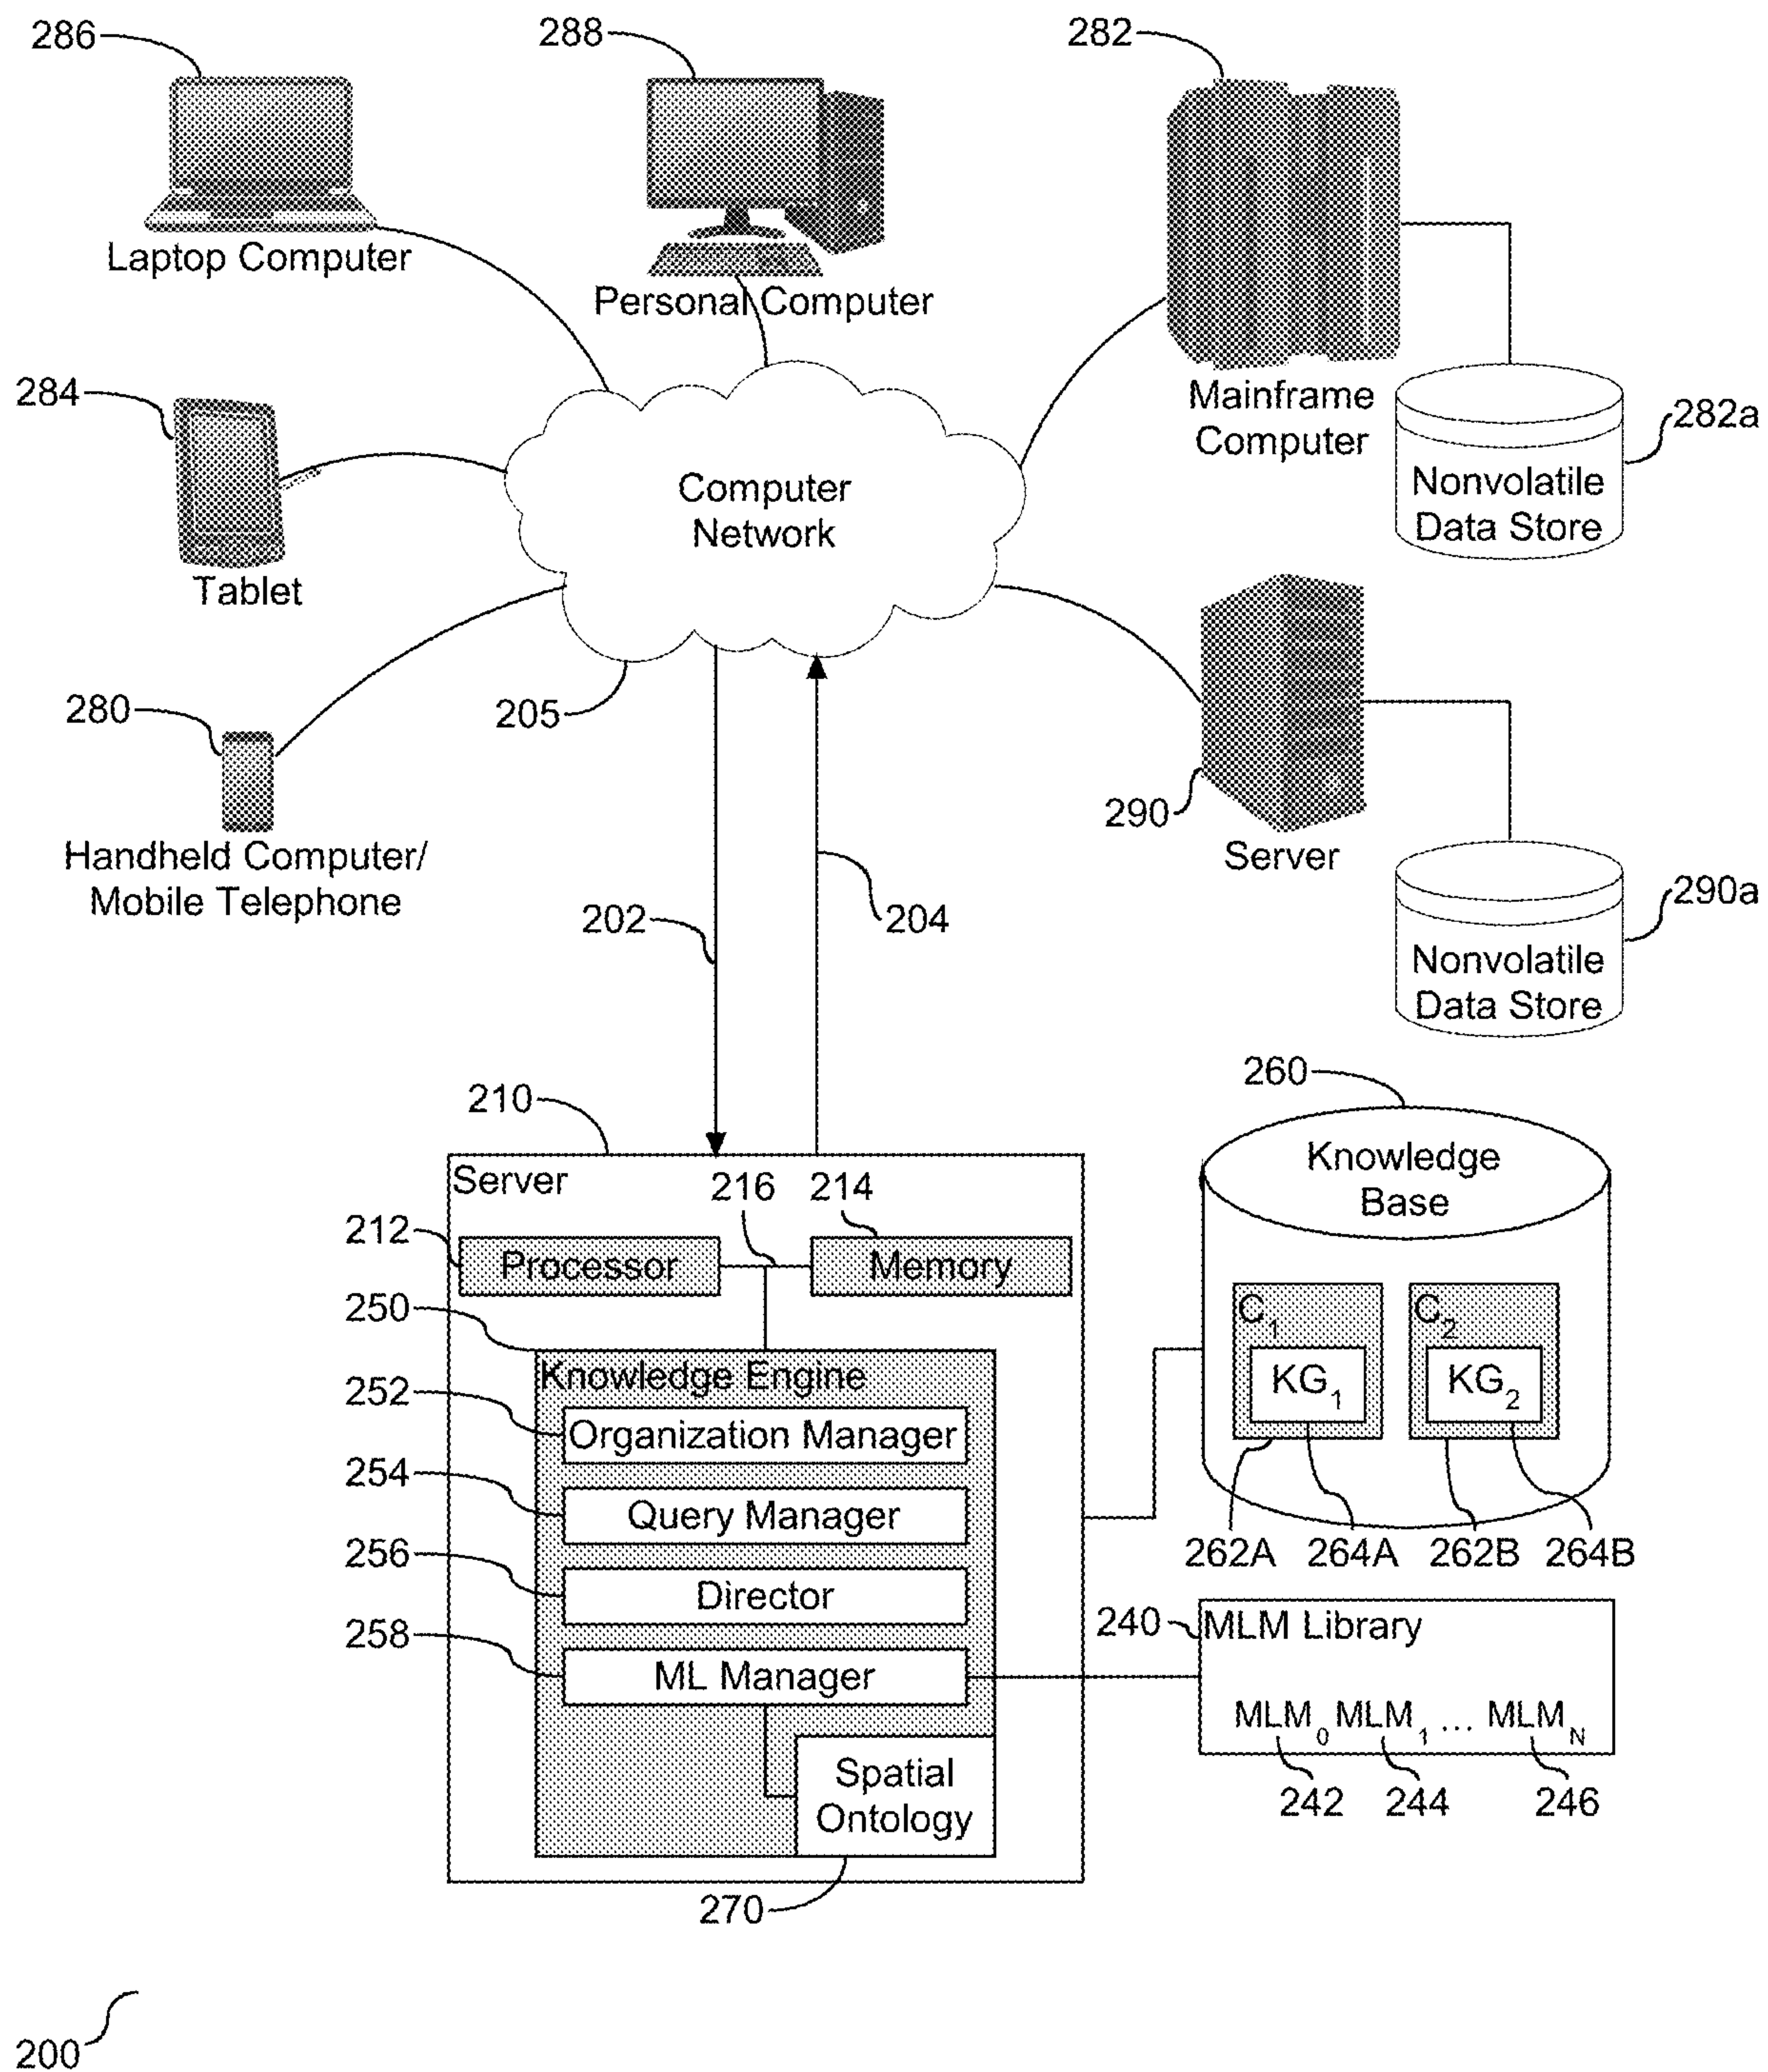 286
288
282
Laptop Computer
Personal Computer
Mainframe
Computer
284
282a
Nonvolatile
Data Store
Computer
Network
Tablet
280
205
290
Server
Handheld Computer/
Mobile Telephone
202
204
290a
Nonvolatile
Data Store
260
210
Knowledge
Base
Server
216
214
212
Processor
Memory
250
C1
C2
KG1
KG2
Knowledge Engine
252
Organization Manager
254
Query Manager
262A
264A
262B
264B
256
Director
240
MLM Library
258
ML Manager
MLM0 MLM1 ... MLMN
242
244
246
Spatial
Ontology
270
200